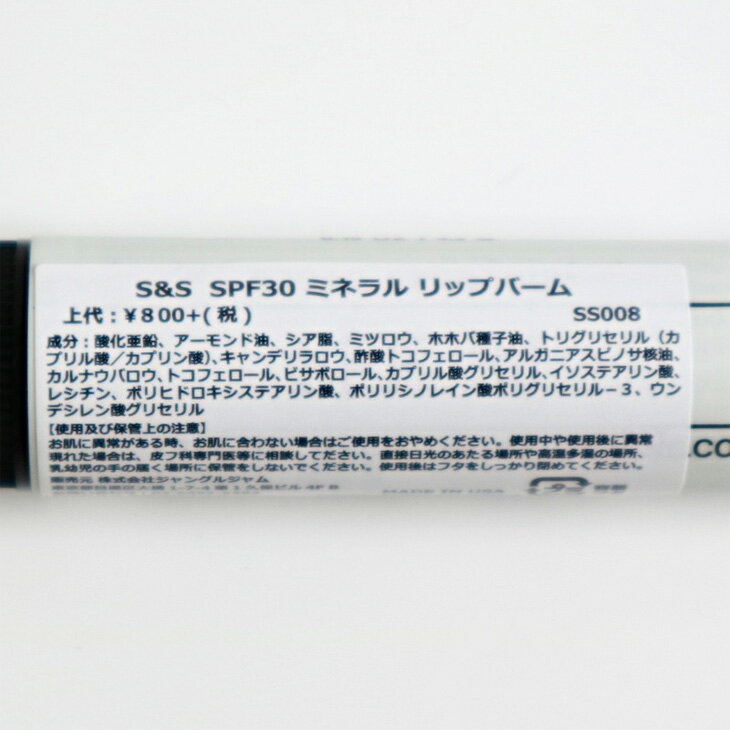 S&S SPF30 ミネラル リップバーム
上代：¥800+(税) SS008
成分：酸化亜鉛、アーモンド油、シア脂、ミツロウ、ホホバ種子油、トリグリセリル（カ
プリル酸／カプリン酸）、キャンデリラロウ、酢酸トコフェロール、アルガニアスピノサ核油、
カルナウバロウ、トコフェロール、ビサボロール、カプリル酸グリセリル、イソステアリン酸、
レシチン、ポリヒドロキシステアリン酸、ポリリシノレイン酸ポリグリセリル－3、ウン
デシレン酸グリセリル
【使用及び保管上の注意】
お肌に異常がある時、お肌に合わない場合はご使用をおやめください。使用中や使用後に異常
現れた場合は、皮フ科専門医等に相談してください。直接日光のあたる場所や高温多湿の場所、
乳幼児の手の届く場所に保管をしないでください。使用後はフタをしっかり閉めてください。
販売元 株式会社ジャングルジャム
MADE IN USA
.CO